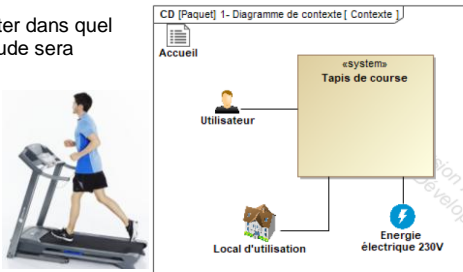 ter dans quel
ude sera
CD [Paquet] 1- Diagramme de contexte [ Contexte ]
Accueil
«system»
Tapis de course
Utilisateur
Local d'utilisation
Energie
électrique 230V